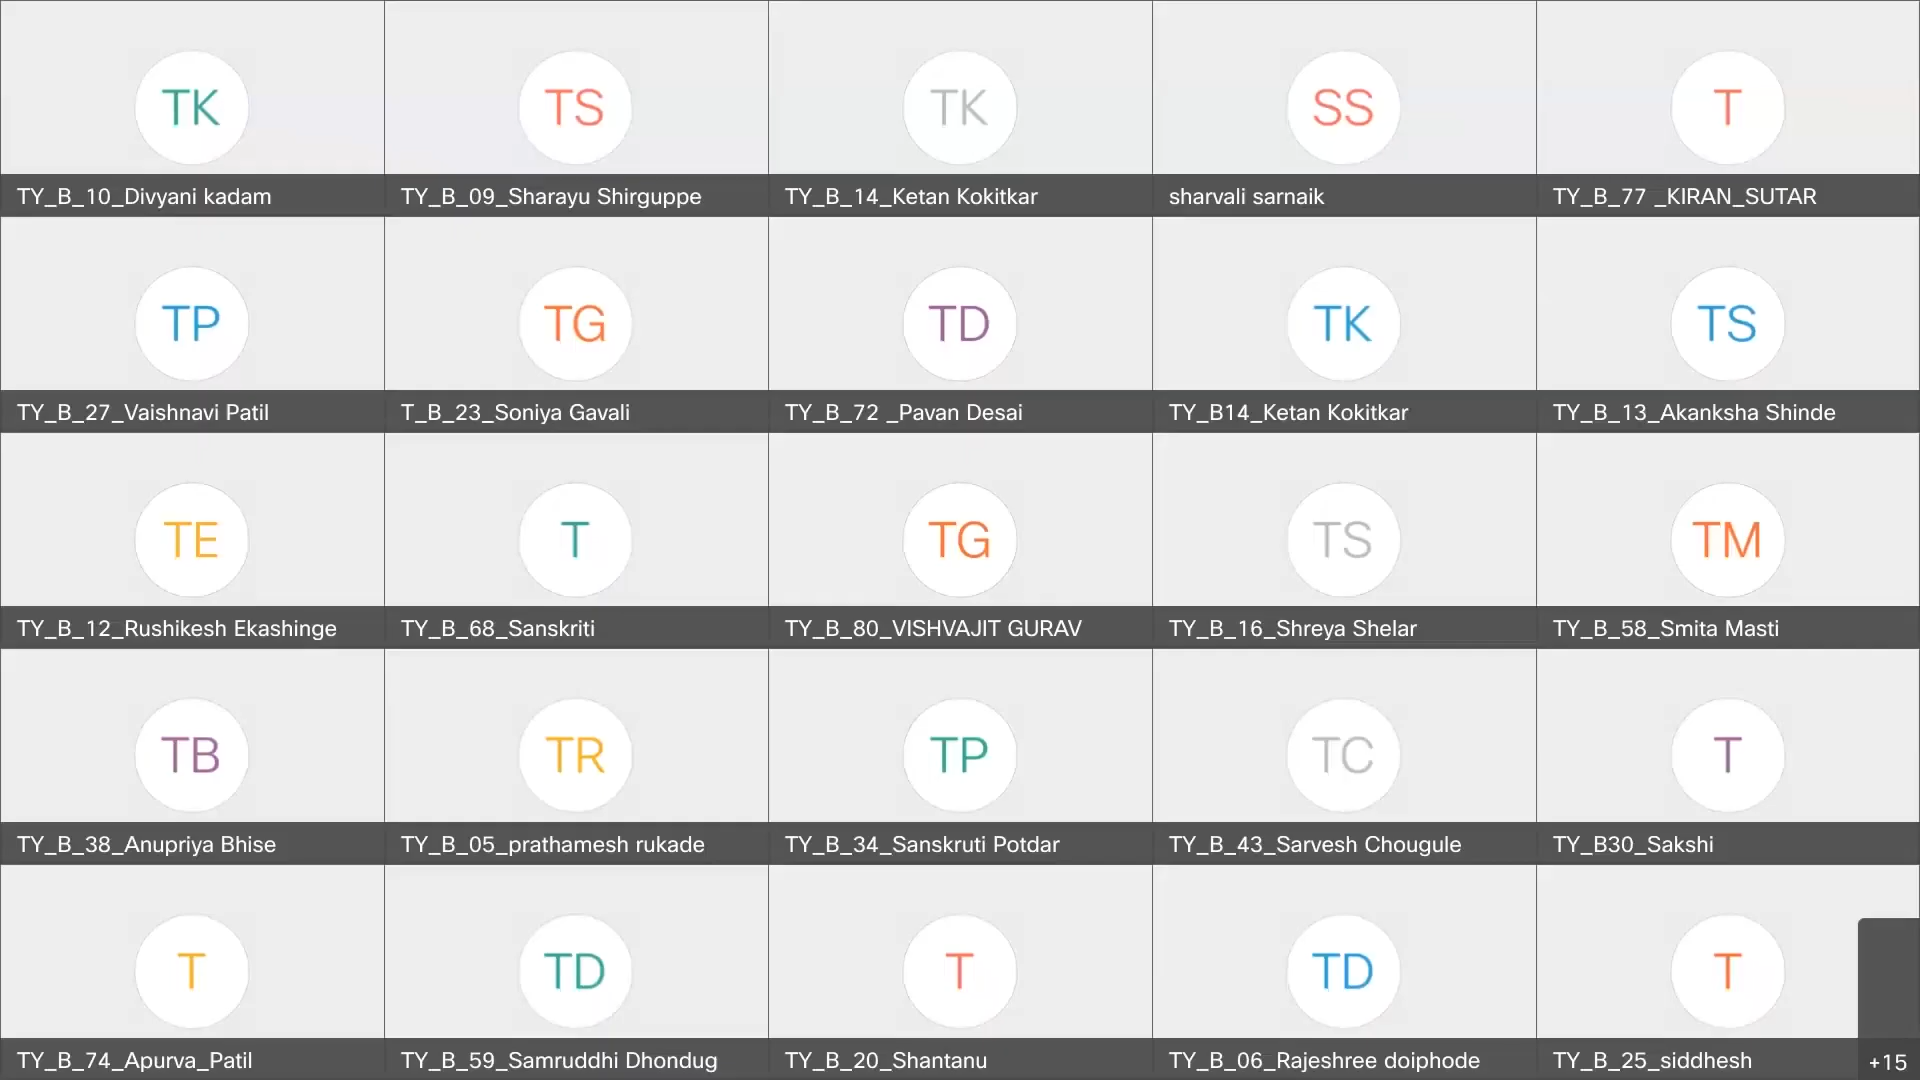 TK
TS
TK
SS
T
TY_B_10_Divyani kadam
TY_B_09_Sharayu Shirguppe
TY_B_14_Ketan Kokitkar
sharvali sarnaik
TY_B_77 _KIRAN_SUTAR
TP
TG
TD
TK
TS
TY_B_27_Vaishnavi Patil
T_B_23_Soniya Gavali
TY_B_72 _Pavan Desai
TY_B14_Ketan Kokitkar
TY_B_13_Akanksha Shinde
TE
T
TG
TS
TM
TY_B_12_Rushikesh Ekashinge
TY_B_68_Sanskriti
TY_B_80_VISHVAJIT GURAV
TY_B_16_Shreya Shelar
TY_B_58_Smita Masti
TB
TR
TP
TC
T
TY_B_38_Anupriya Bhise
TY_B_05_prathamesh rukade
TY_B_34_Sanskruti Potdar
TY_B_43_Sarvesh Chougule
TY_B30_Sakshi
T
TD
T
TD
T
TY_B_74_Apurva_Patil
TY_B_59_Samruddhi Dhondug
TY_B_20_Shantanu
TY_B_06_Rajeshree doiphode
TY_B_25_siddhesh
+15